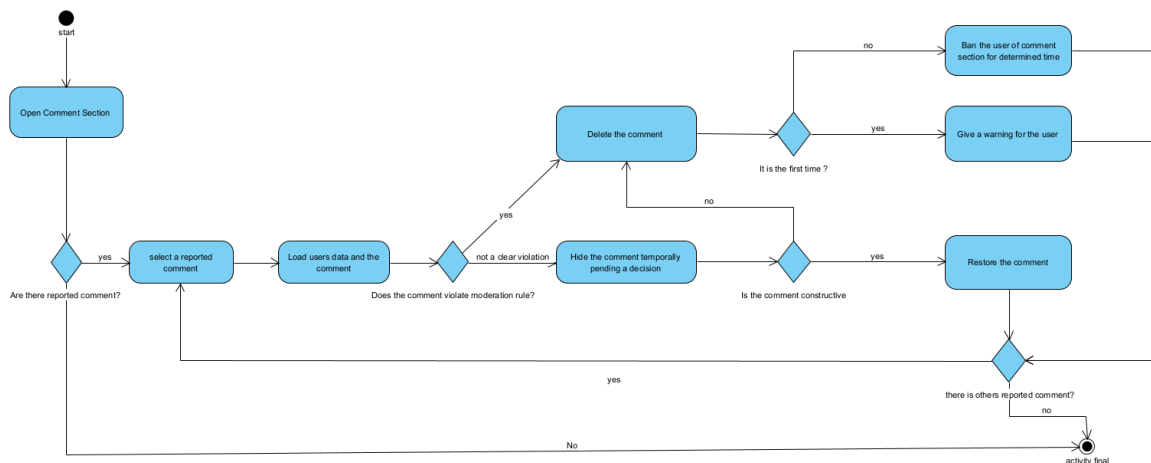 start
no
Ban the user of comment
section for determined time
Open Comment Section
Delete the comment
yes
Give a warning for the user
It is the first time ?
yes
no
yes
select a reported
comment
Load users data and the
comment
not a clear violation
Hide the comment temporally
pending a decision
yes
Restore the comment
Are there reported comment?
Does the comment violate moderation rule?
Is the comment constructive
yes
there is others reported comment?
no
No
activity final